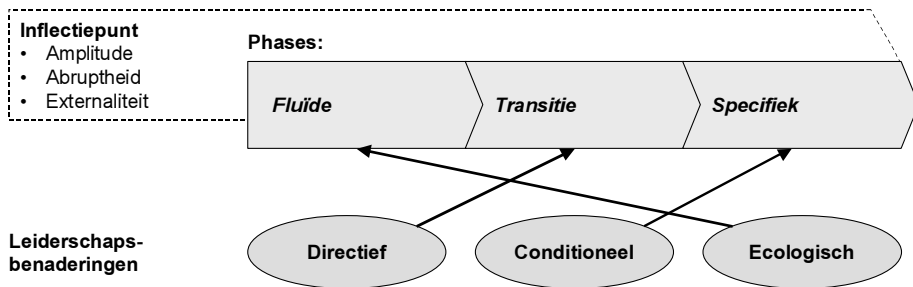 Inflectiepunt
• Amplitude
• Abruptheid
• Externaliteit
Phases:
Fluïde
Transitie
Specifiek
Leiderschaps-
benaderingen
Directief
Conditioneel
Ecologisch